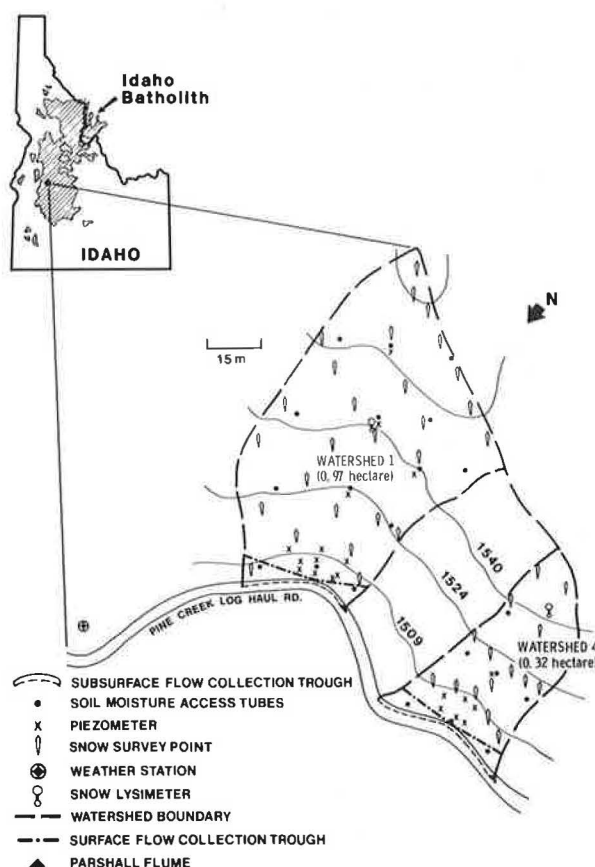 Idaho
Batholith
IDAHO
N
15 m
WATERSHED 1
(0.97 hectare)
1540
1524
1509
WATERSHED 4
(0.32 hectare)
PINE CREEK LOG HAUL RD.
SUBSURFACE FLOW COLLECTION TROUGH
SOIL MOISTURE ACCESS TUBES
x PIEZOMETER
SNOW SURVEY POINT
WEATHER STATION
SNOW LYSIMETER
WATERSHED BOUNDARY
SURFACE FLOW COLLECTION TROUGH
PARSHALL FLUME